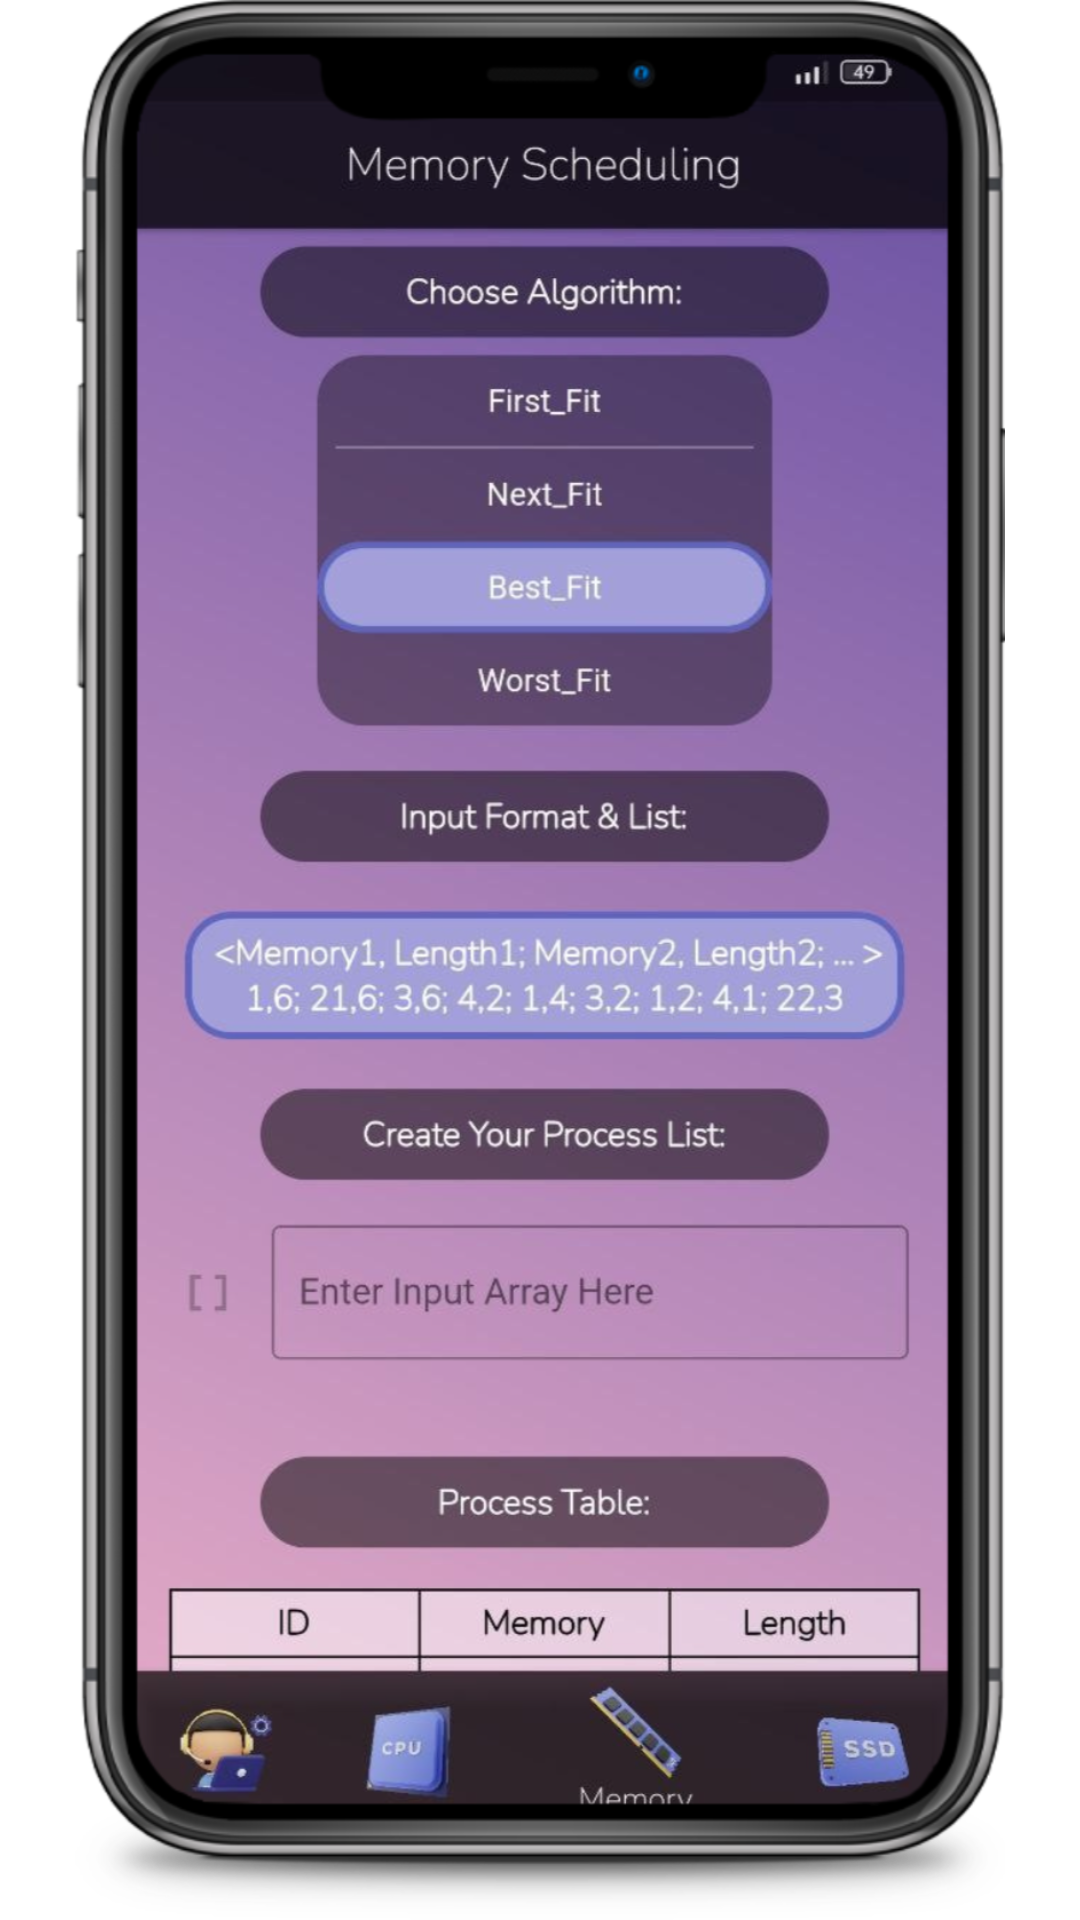 49
Memory Scheduling
Choose Algorithm:
First_Fit
Next_Fit
Best_Fit
Worst_Fit
Input Format & List:
<Memory1, Length1; Memory2, Length2; ... >
1,6; 21,6; 3,6; 4,2; 1,4; 3,2; 1,2; 4,1; 22,3
Create Your Process List:
[ ] Enter Input Array Here
Process Table:
ID Memory Length
CPU SSD
Memory